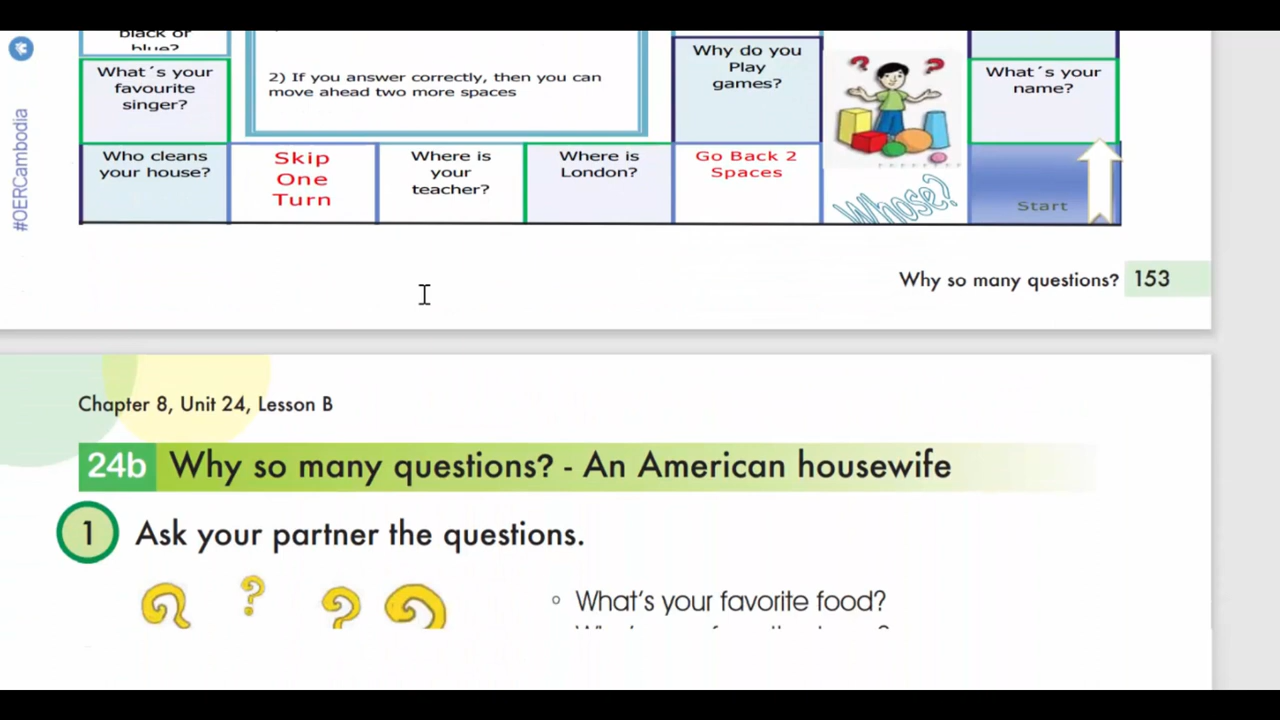 black or
blue?
What´s your
favourite
singer?
2) If you answer correctly, then you can
move ahead two more spaces
Why do you
Play
games?
What´s your
name?
Who cleans
your house?
Skip
One
Turn
Where is
your
teacher?
Where is
London?
Go Back 2
Spaces
Whose?
Start
#OERCambodia
Why so many questions? 153
Chapter 8, Unit 24, Lesson B
24b Why so many questions? - An American housewife
1 Ask your partner the questions.
? ? ? ?
◦ What's your favorite food?